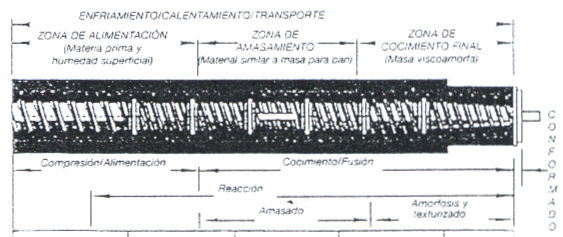 ENFRIAMIENTO/CALENTAMIENTO/TRANSPORTE
ZONA DE ALIMENTACIÓN
(Materia prima y
humedad superficial)
ZONA DE
AMASAMIENTO
(Material similar a masa para pan)
ZONA DE
COCIMIENTO FINAL
(Masa viscoamorfa)
Compresión/Alimentación
Cocimiento/Fusión
Reacción
Amasado
Amorfosis y
texturizado
CONFORMADO